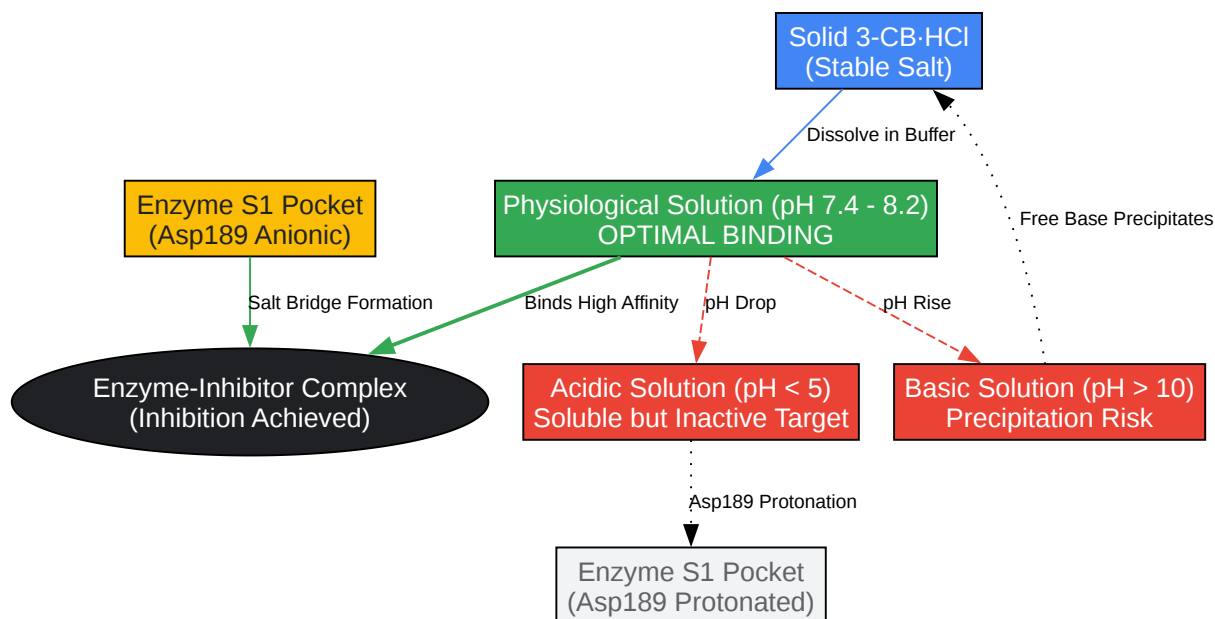 Solid 3-CB·HCl
(Stable Salt)
Dissolve in Buffer
Enzyme S1 Pocket
(Asp189 Anionic)
Physiological Solution (pH 7.4 - 8.2)
OPTIMAL BINDING
Free Base Precipitates
Salt Bridge Formation
Binds High Affinity
pH Drop
pH Rise
Enzyme-Inhibitor Complex
(Inhibition Achieved)
Acidic Solution (pH < 5)
Soluble but Inactive Target
Basic Solution (pH > 10)
Precipitation Risk
Asp189 Protonation
Enzyme S1 Pocket
(Asp189 Protonated)